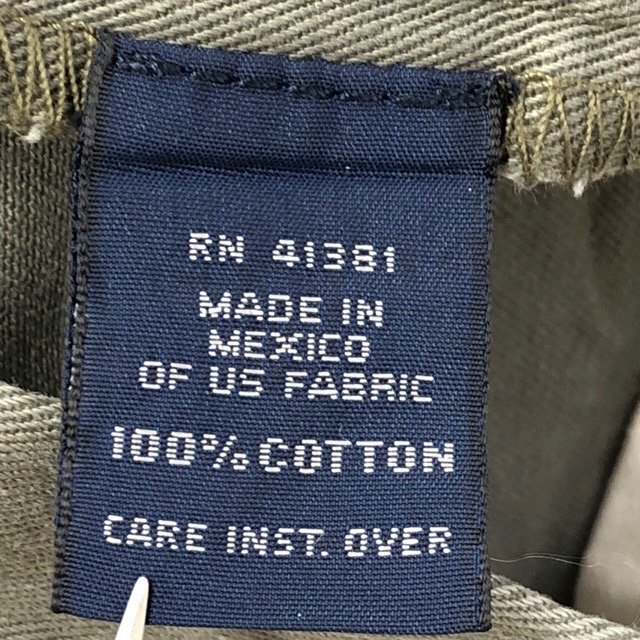 RN 41381
MADE IN
MEXICO
OF US FABRIC
100% COTTON
CARE INST. OVER